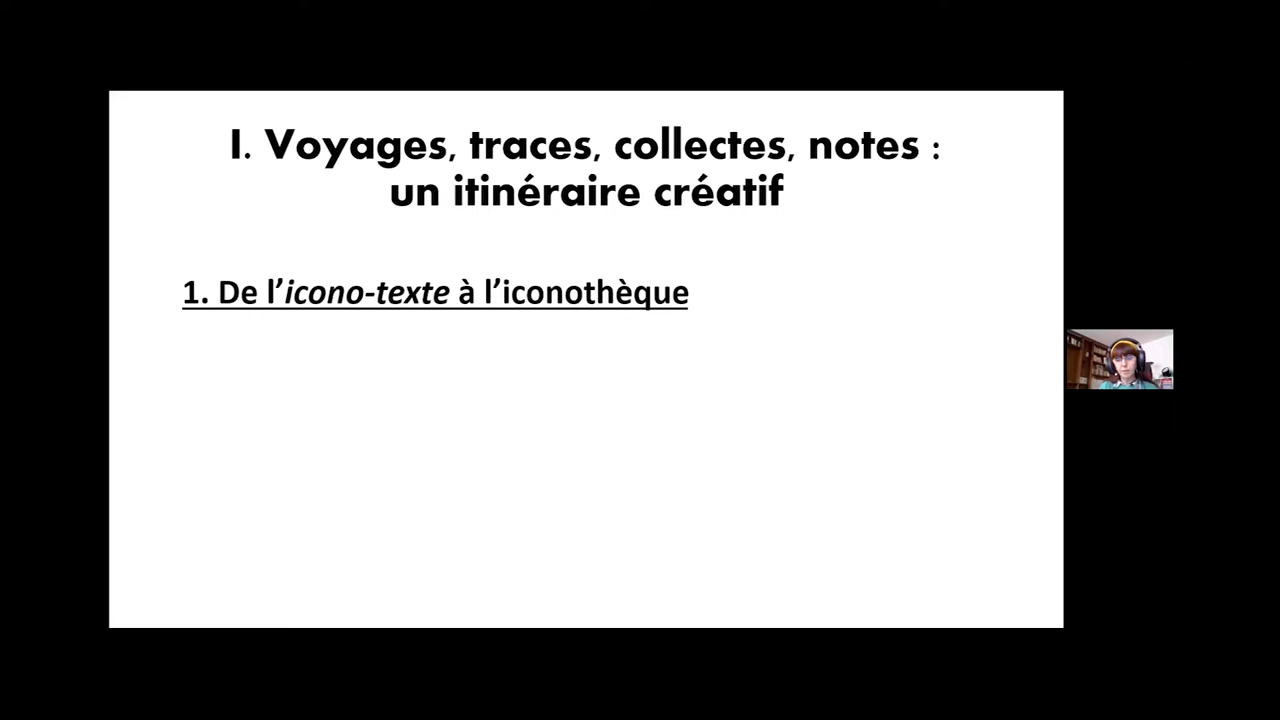 I. Voyages, traces, collectes, notes :
un itinéraire créatif
1. De l’icono-texte à l’iconothèque